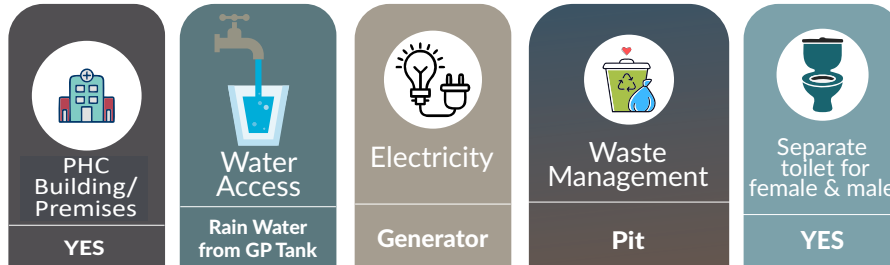 PHC
Building/
Premises
YES
Water
Access
Rain Water
from GP Tank
Electricity
Generator
Waste
Management
Pit
Separate
toilet for
female & male
YES